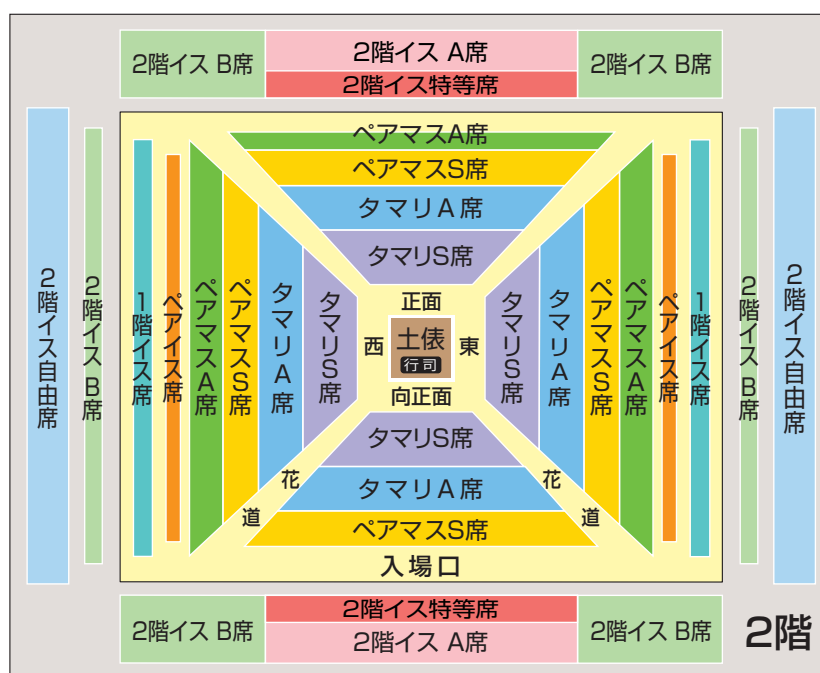 2階イス B席
2階イス A席
2階イス特等席
2階イス B席
ペアマスA席
ペアマスS席
タマリA席
タマリS席
正面
2階イス自由席
2階イス B席
1階イス席
ペアイス席
ペアマスA席
ペアマスS席
タマリA席
タマリS席
西
土俵
行司
東
タマリS席
タマリA席
ペアマスS席
ペアマスA席
ペアイス席
1階イス席
2階イス B席
2階イス自由席
向正面
タマリS席
花道
タマリA席
花道
ペアマスS席
入場口
2階イス B席
2階イス特等席
2階イス A席
2階イス B席
2階